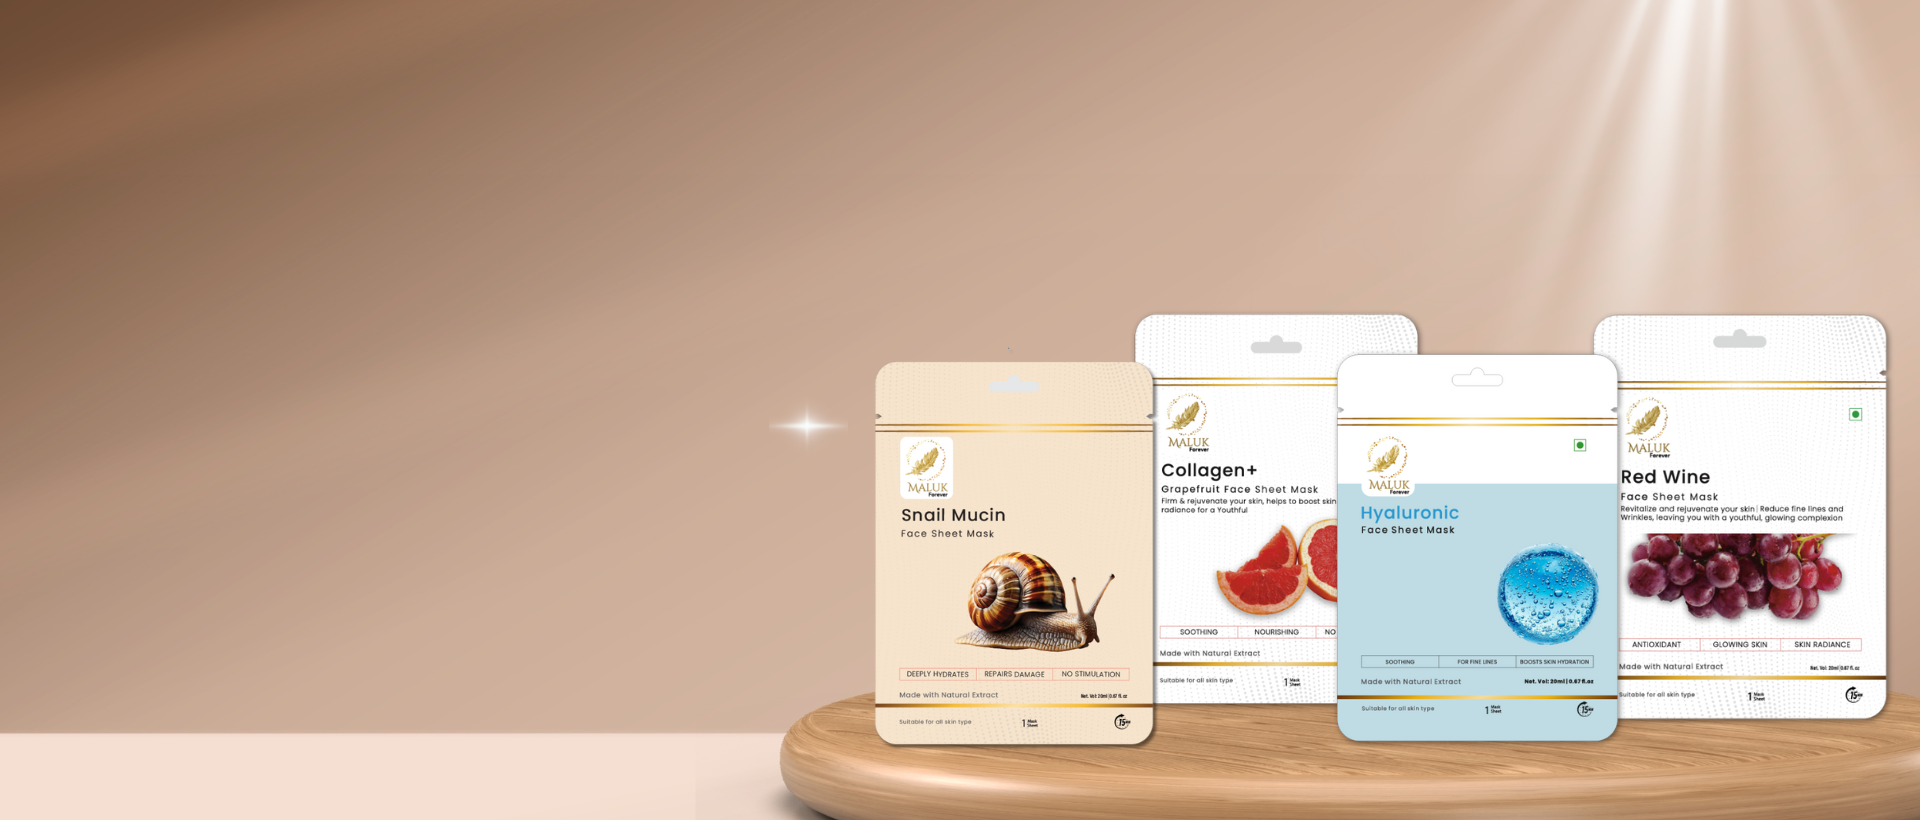 MALUK
Forever
Snail Mucin
Face Sheet Mask
DEEPLY HYDRATES
REPAIRS DAMAGE
NO STIMULATION
Made with Natural Extract
Net. Vol: 20ml|0.67 fl. oz
Suitable for all skin type
1 Mask
Sheet
15
MALUK
Forever
Collagen+
Grapefruit Face Sheet Mask
Firm & rejuvenate your skin, helps to boost skin
radiance for a Youthful
SOOTHING
NOURISHING
NO
Made with Natural Extract
Suitable for all skin type
1 Mask
Sheet
MALUK
Forever
Hyaluronic
Face Sheet Mask
SOOTHING
FOR FINE LINES
BOOSTS SKIN HYDRATION
Made with Natural Extract
Net. Vol: 20ml|0.67 fl.oz
Suitable for all skin type
1 Mask
Sheet
15
MALUK
Forever
Red Wine
Face Sheet Mask
Revitalize and rejuvenate your skin| Reduce fine lines and
Wrinkles, leaving you with a youthful, glowing complexion
ANTIOXIDANT
GLOWING SKIN
SKIN RADIANCE
Made with Natural Extract
Net. Vol: 20ml|0.67 fl. oz
Suitable for all skin type
1 Mask
Sheet
15